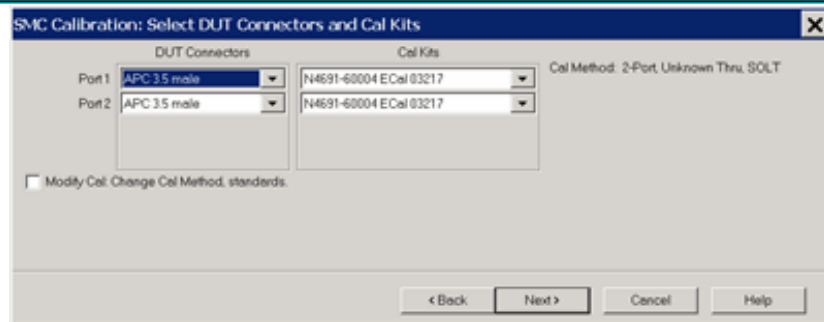 SMC Calibration: Select DUT Connectors and Cal Kits
DUT Connectors Cal Kits
Cal Method: 2-Port, Unknown Thru, SOLT
Port 1 APC 3.5 male N4691-60004 ECal 03217
Port 2 APC 3.5 male N4691-60004 ECal 03217
Modify Cal: Change Cal Method, standards.
< Back Next > Cancel Help